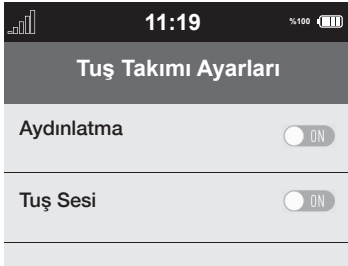 11:19 %100
Tuş Takımı Ayarları
Aydınlatma ON
Tuş Sesi ON